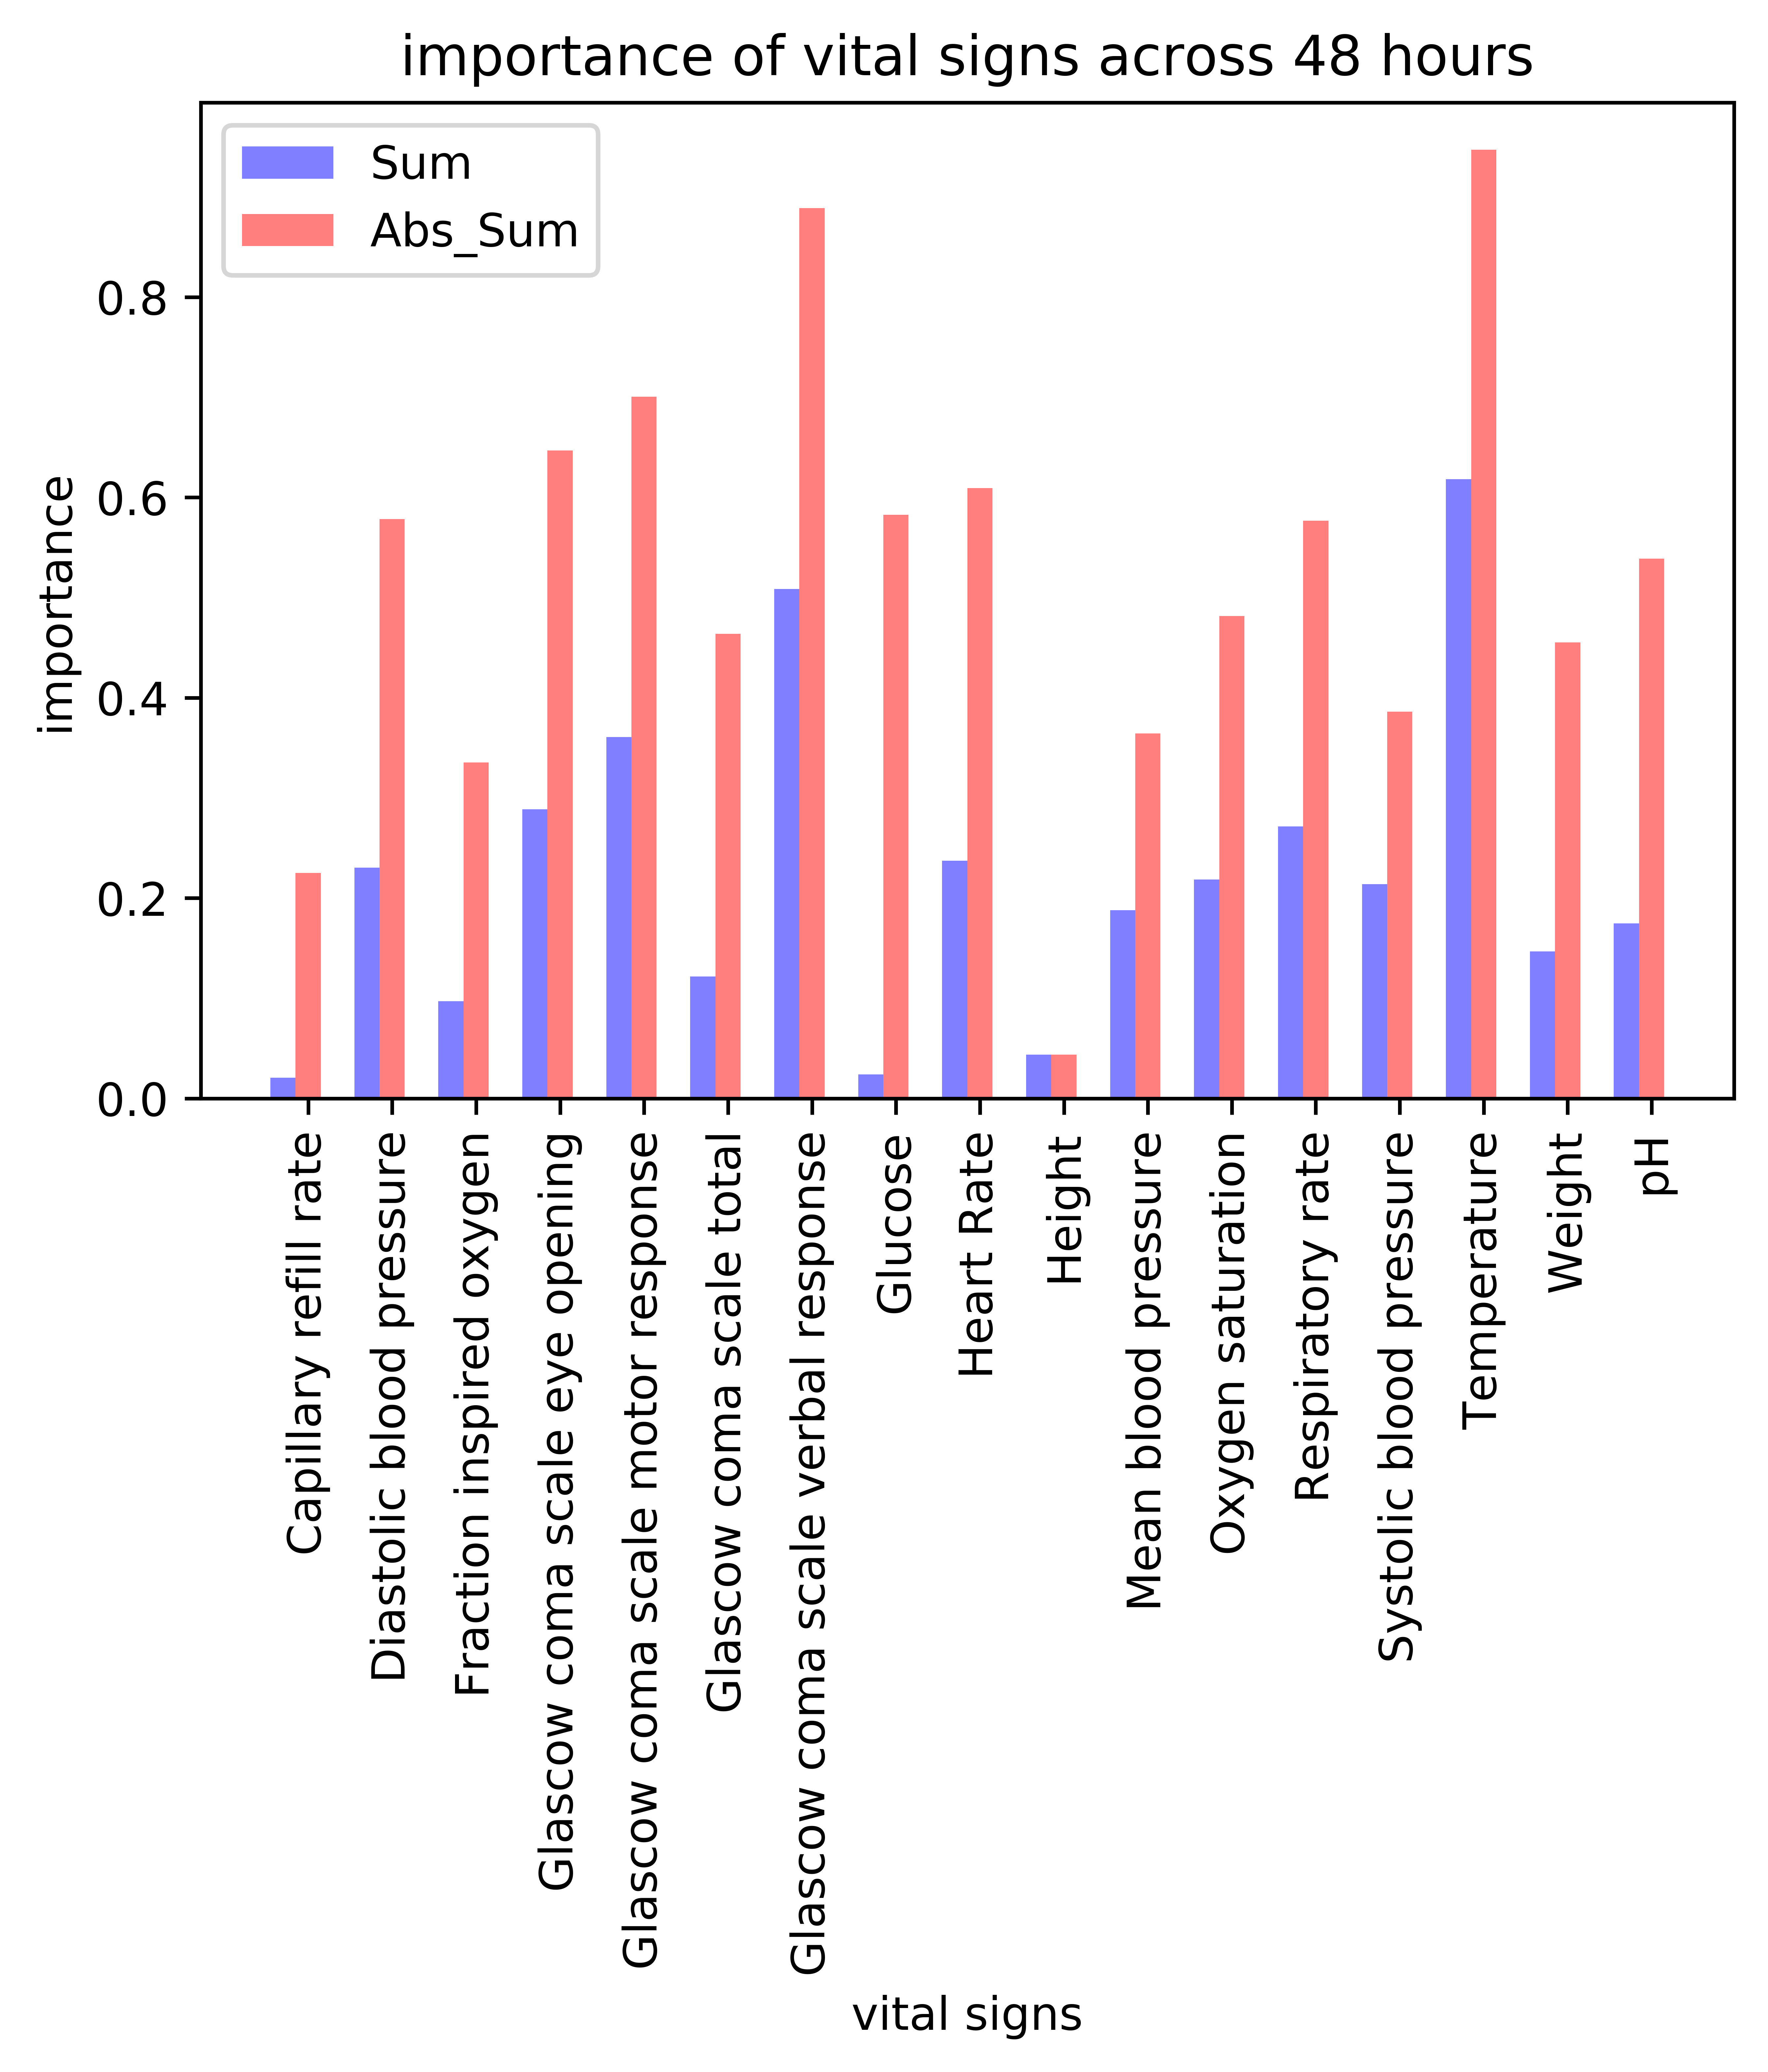 importance of vital signs across 48 hours
Sum
Abs_Sum
importance
0.8
0.6
0.4
0.2
0.0
Capillary refill rate
Diastolic blood pressure
Fraction inspired oxygen
Glascow coma scale eye opening
Glascow coma scale motor response
Glascow coma scale total
Glascow coma scale verbal response
Glucose
Heart Rate
Height
Mean blood pressure
Oxygen saturation
Respiratory rate
Systolic blood pressure
Temperature
Weight
pH
vital signs